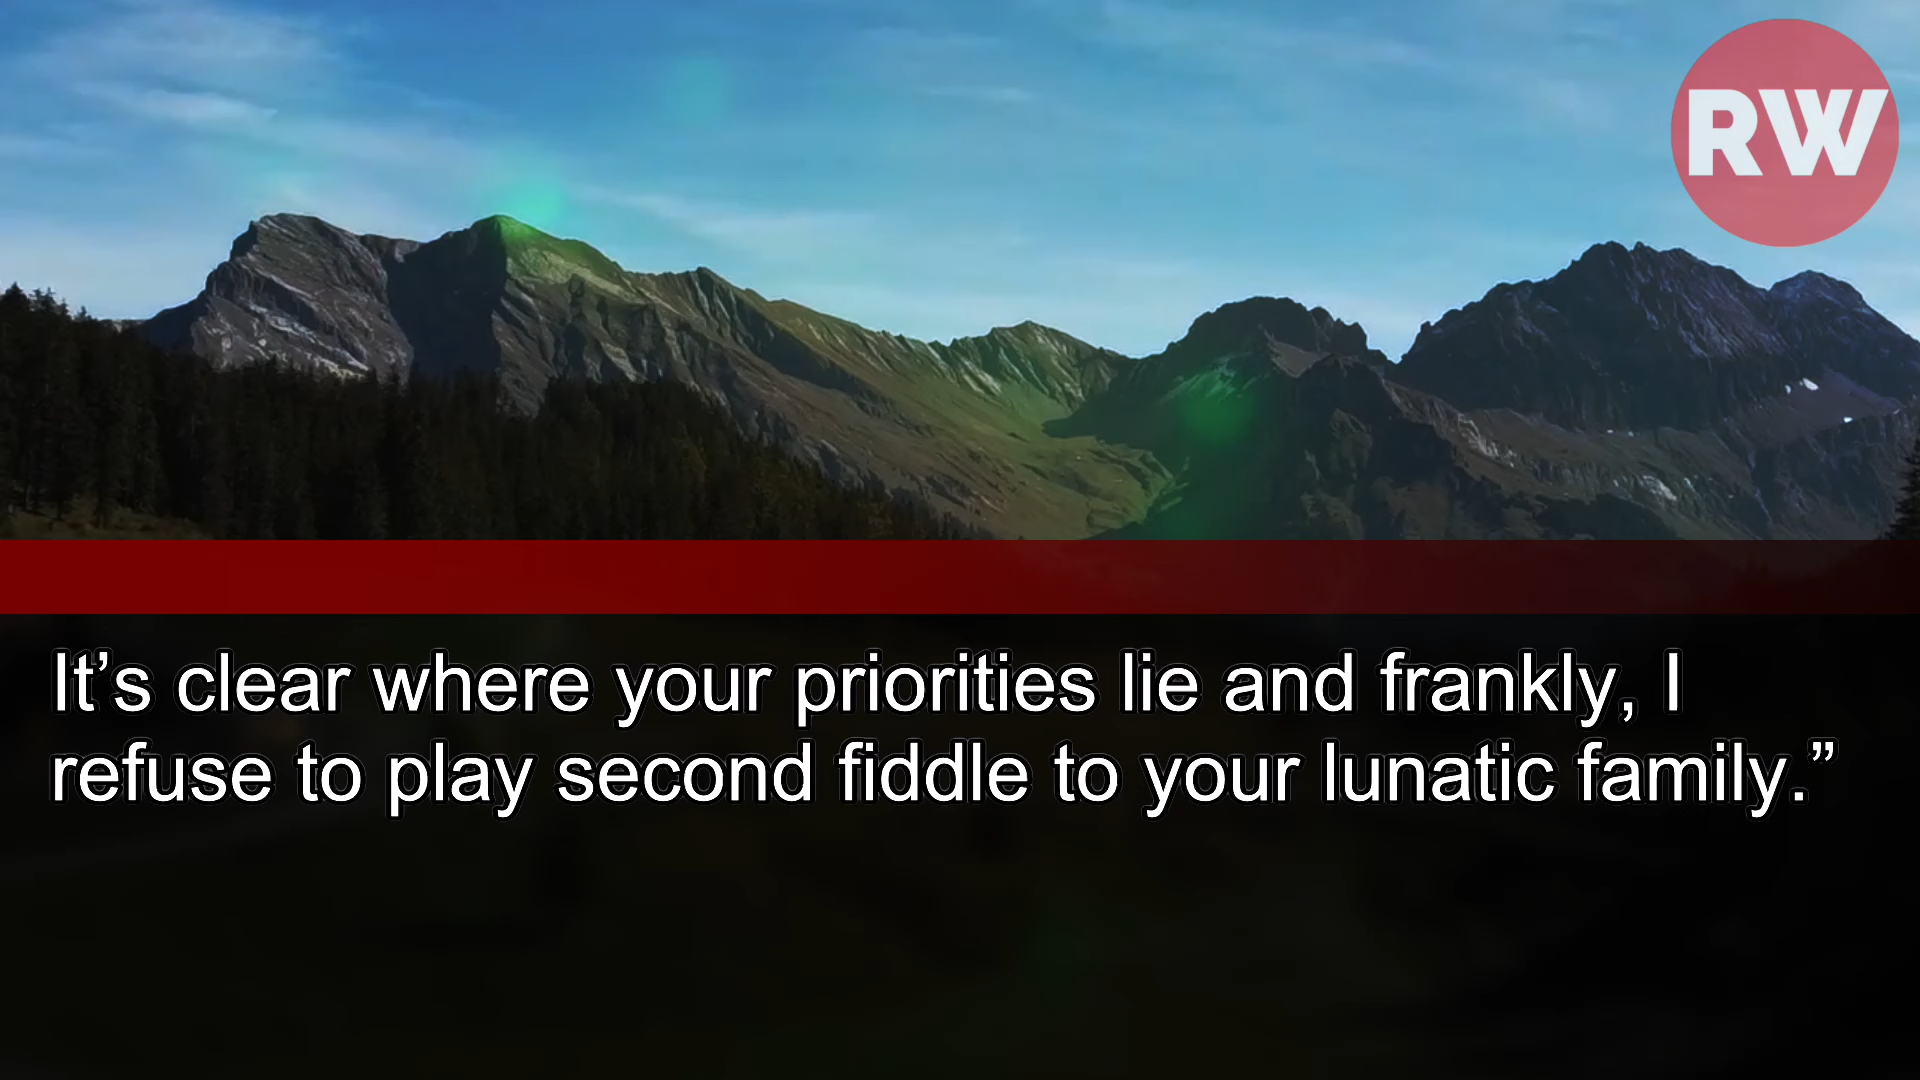 RW
It’s clear where your priorities lie and frankly, I
refuse to play second fiddle to your lunatic family.”